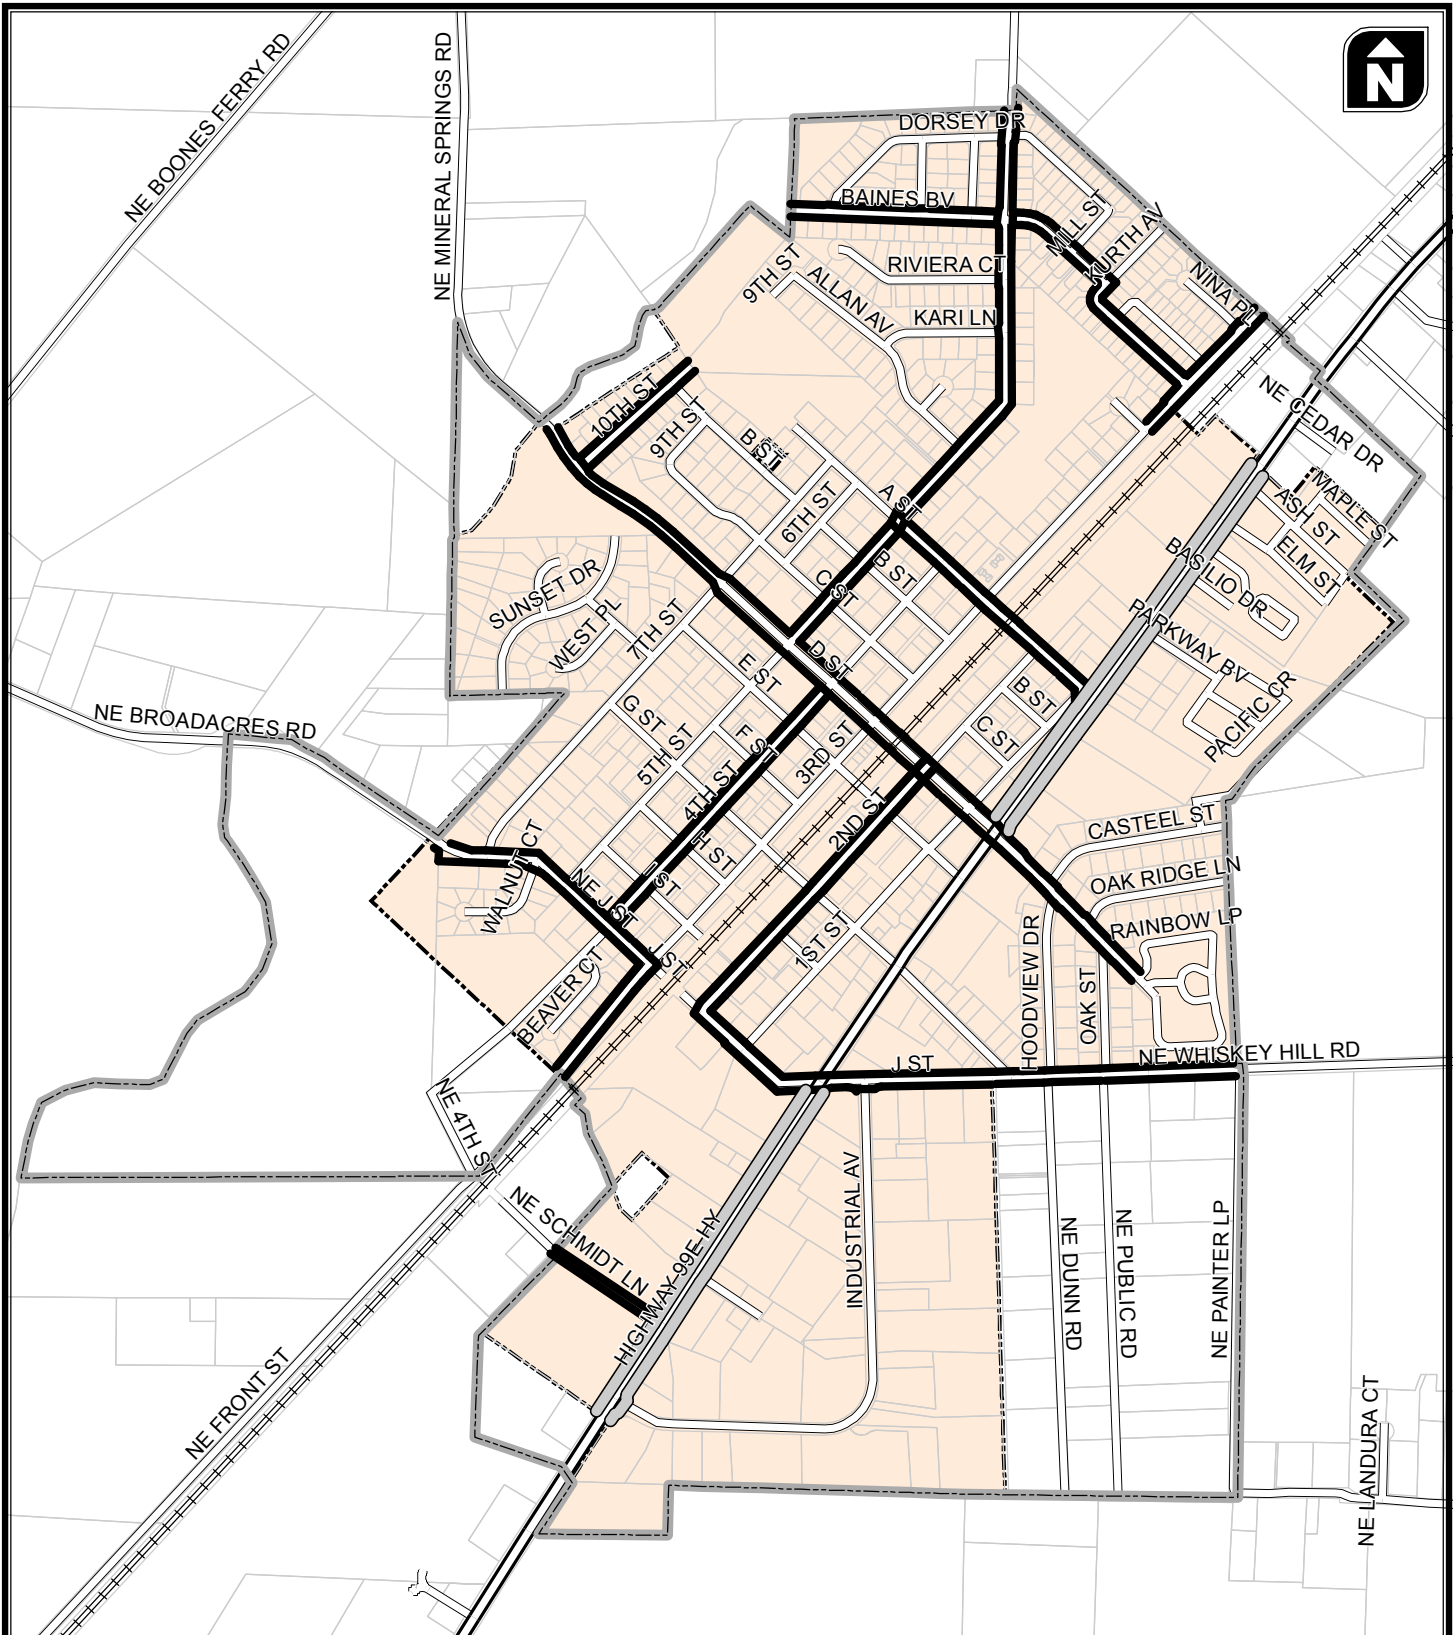 NE BOONES FERRY RD
NE MINERAL SPRINGS RD
N
DORSEY DR
BAINES BV
MILL ST
KURTH AV
RIVIERA CT
9TH ST
ALLAN AV
NINA PL
KARI LN
10TH ST
9TH ST
B ST
NE CEDAR DR
MAPLE ST
ASH ST
ELM ST
6TH ST
A ST
BASILIO DR
B ST
C ST
SUNSET DR
WEST PL
7TH ST
PARKWAY BV
D ST
E ST
B ST
PACIFIC CR
G ST
F ST
C ST
NE BROADACRES RD
5TH ST
3RD ST
4TH ST
2ND ST
CASTEEL ST
WALNUT CT
H ST
OAK RIDGE LN
I ST
NE J ST
RAINBOW LP
1ST ST
J ST
BEAVER CT
HOODVIEW DR
OAK ST
J ST
NE WHISKEY HILL RD
NE 4TH ST
NE SCHMIDT LN
HIGHWAY 99E HY
INDUSTRIAL AV
NE DUNN RD
NE PUBLIC RD
NE PAINTER LP
NE FRONT ST
NE LANDURA CT